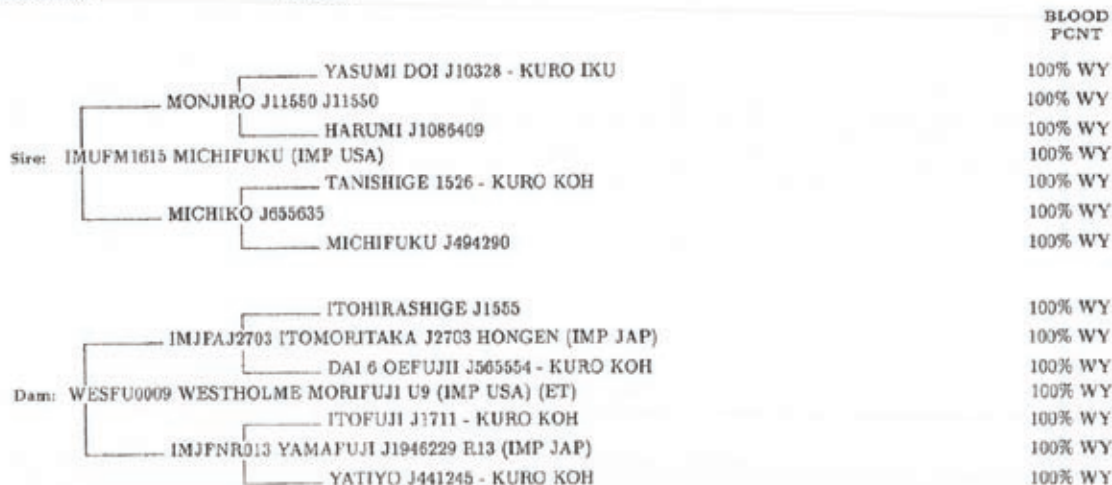 BLOOD
PCNT
YASUMI DOI J10328 - KURO IKU 100% WY
MONJIRO J11550 J11550 100% WY
HARUMI J1086409 100% WY
Sire: IMUFM1615 MICHIFUKU (IMP USA) 100% WY
TANISHIGE 1526 - KURO KOH 100% WY
MICHIKO J655635 100% WY
MICHIFUKU J494290 100% WY
ITOHIRASHIGE J1555 100% WY
IMJFAJ2703 ITOMORITAKA J2703 HONGEN (IMP JAP) 100% WY
DAI 6 OEFUJII J565554 - KURO KOH 100% WY
Dam: WESFU0009 WESTHOLME MORIFUJI U9 (IMP USA) (ET) 100% WY
ITOFUJI J1711 - KURO KOH 100% WY
IMJFNR013 YAMAFUJI J1946229 R13 (IMP JAP) 100% WY
YATIYO J441245 - KURO KOH 100% WY